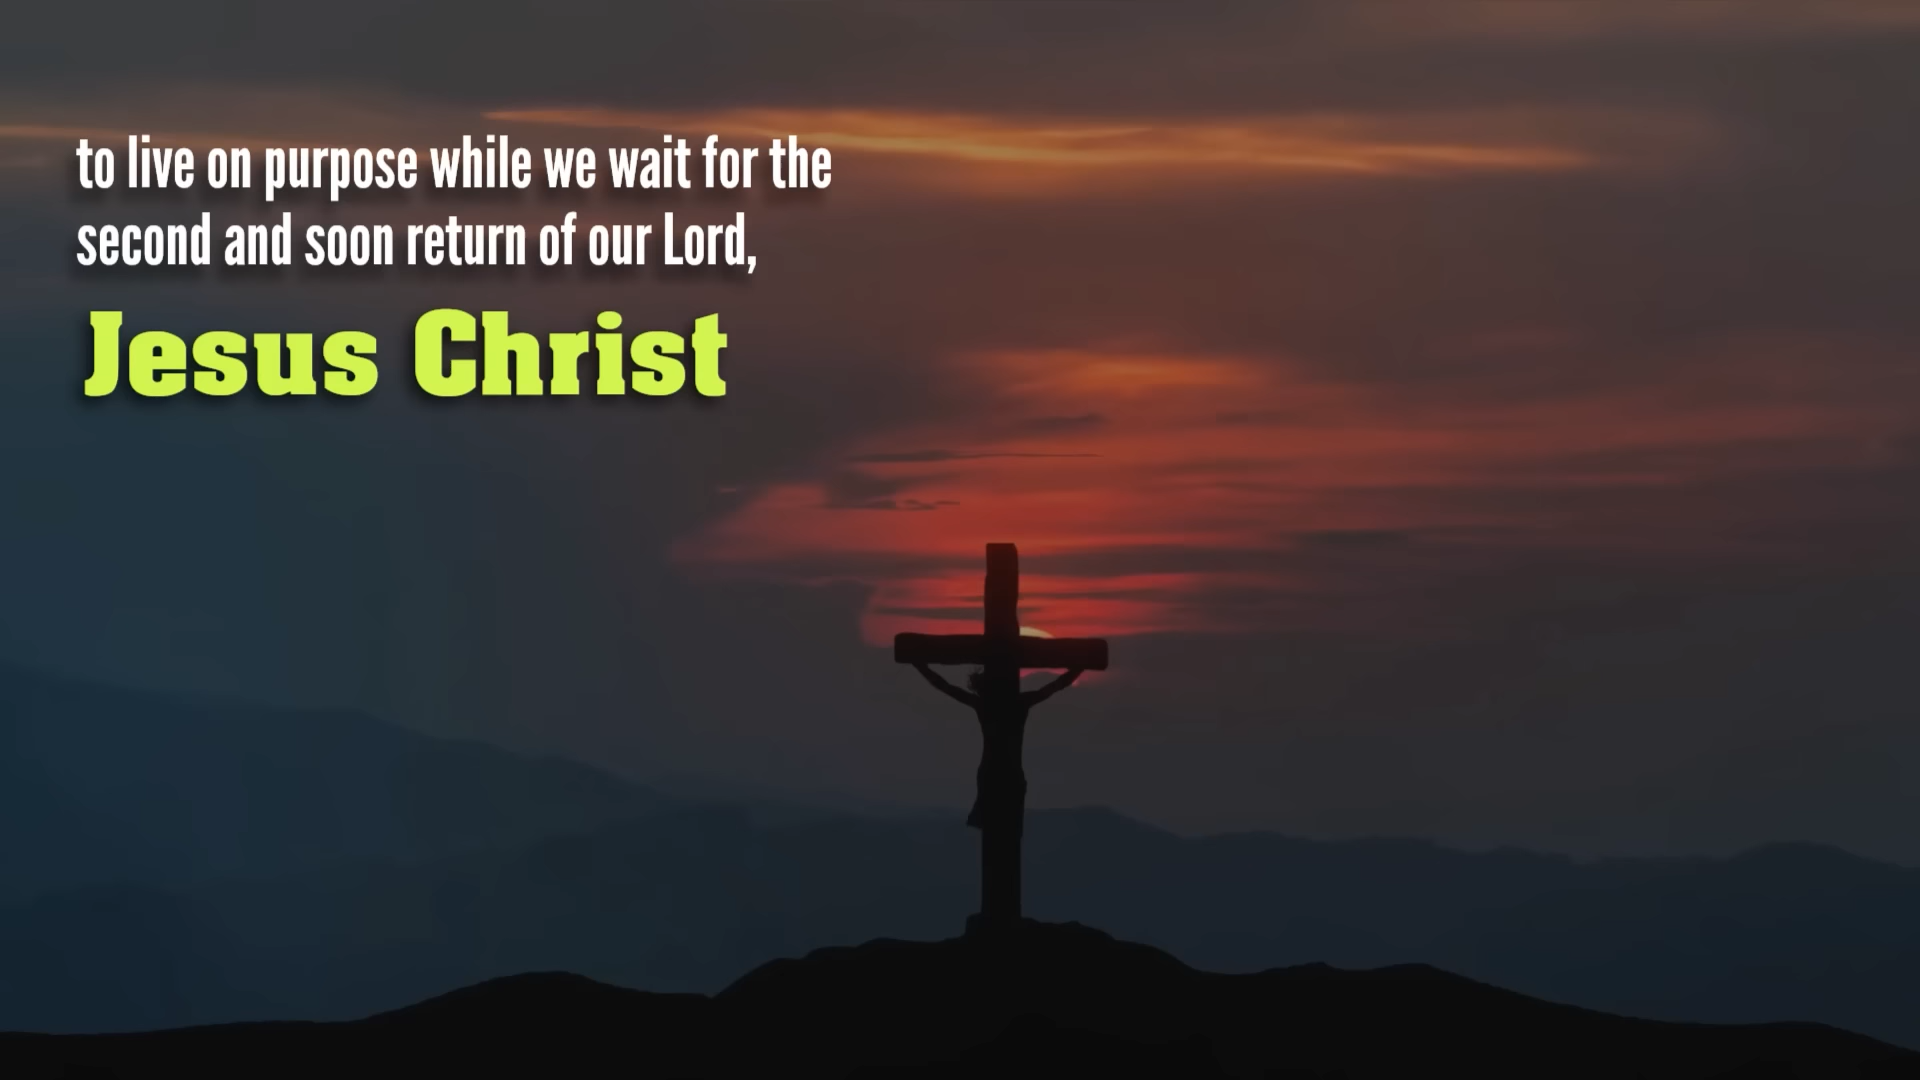 to live on purpose while we wait for the
second and soon return of our Lord,
Jesus Christ